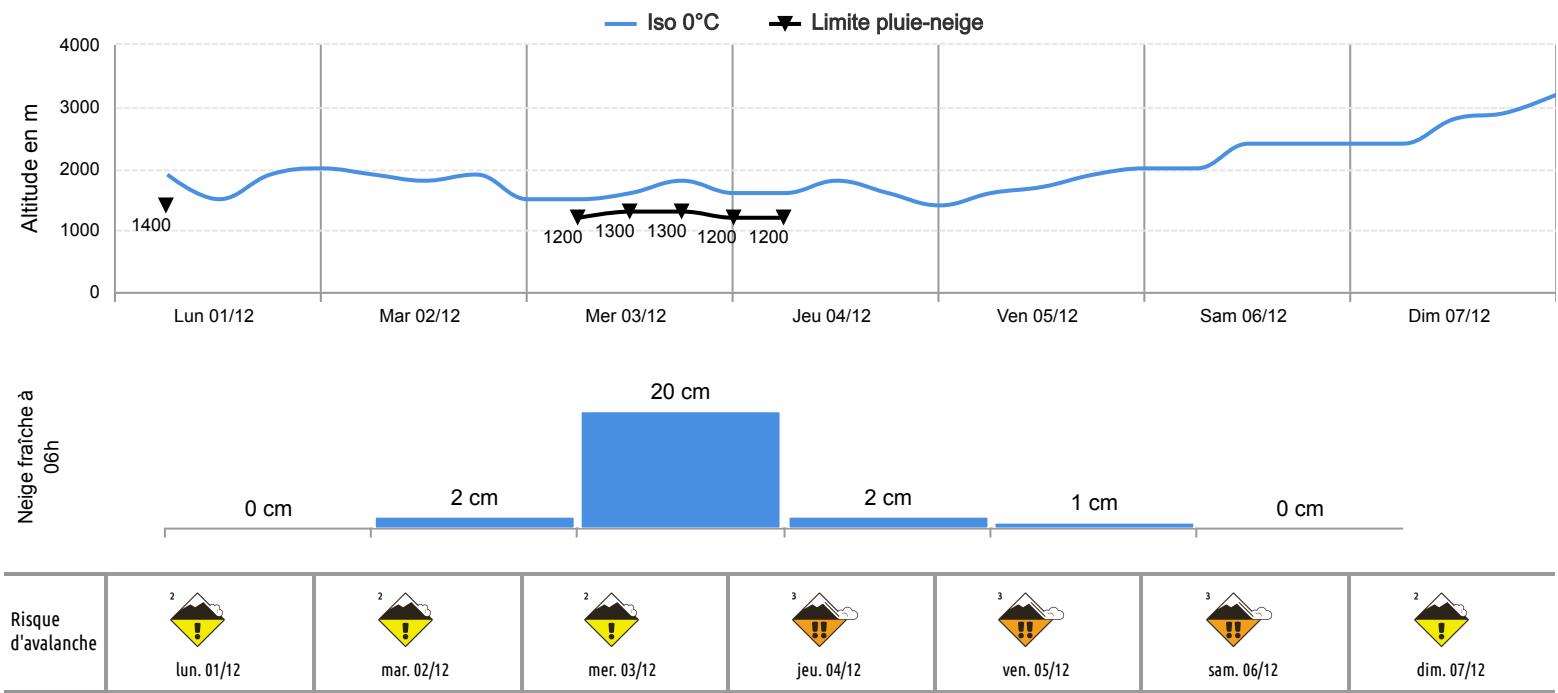 Iso 0°C Limite pluie-neige
Altitude en m
4000
3000
2000
1000
0
1400
1200 1300 1300 1200 1200
Lun 01/12 Mar 02/12 Mer 03/12 Jeu 04/12 Ven 05/12 Sam 06/12 Dim 07/12
Neige fraîche à
06h
0 cm 2 cm 20 cm 2 cm 1 cm 0 cm
Risque
d'avalanche
2 2 2 3 3 3 2
! ! ! !! !! !! !
lun. 01/12 mar. 02/12 mer. 03/12 jeu. 04/12 ven. 05/12 sam. 06/12 dim. 07/12